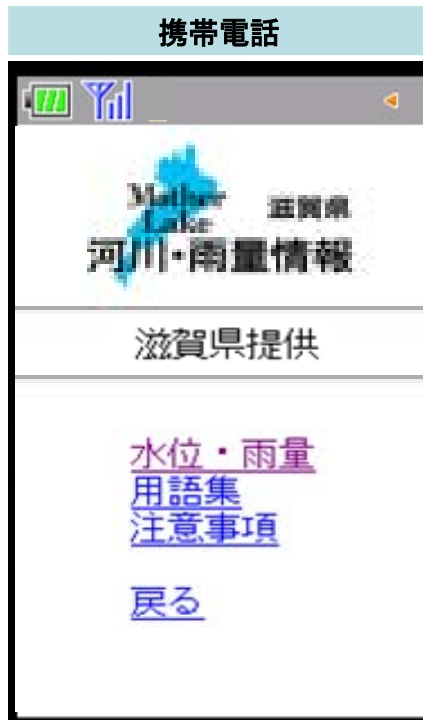 携帯電話
Mother
Lake
滋賀県
河川・雨量情報
滋賀県提供
水位・雨量
用語集
注意事項
戻る